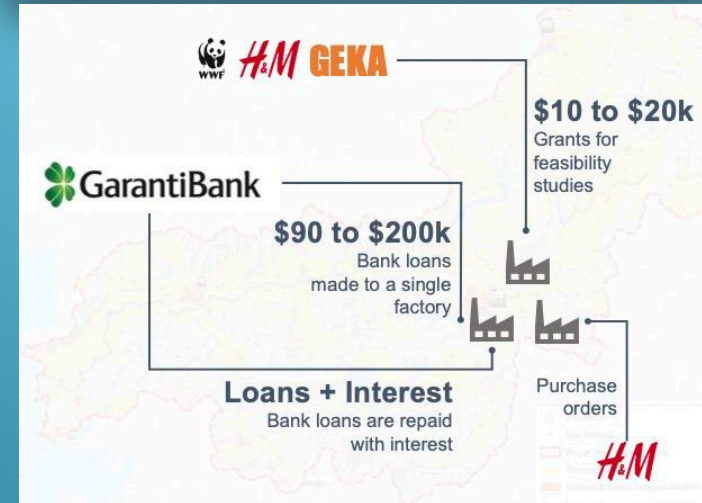 WWF H&M GEKA
$10 to $20k
Grants for
feasibility
studies
GarantiBank
$90 to $200k
Bank loans
made to a single
factory
Loans + Interest
Bank loans are repaid
with interest
Purchase
orders
H&M